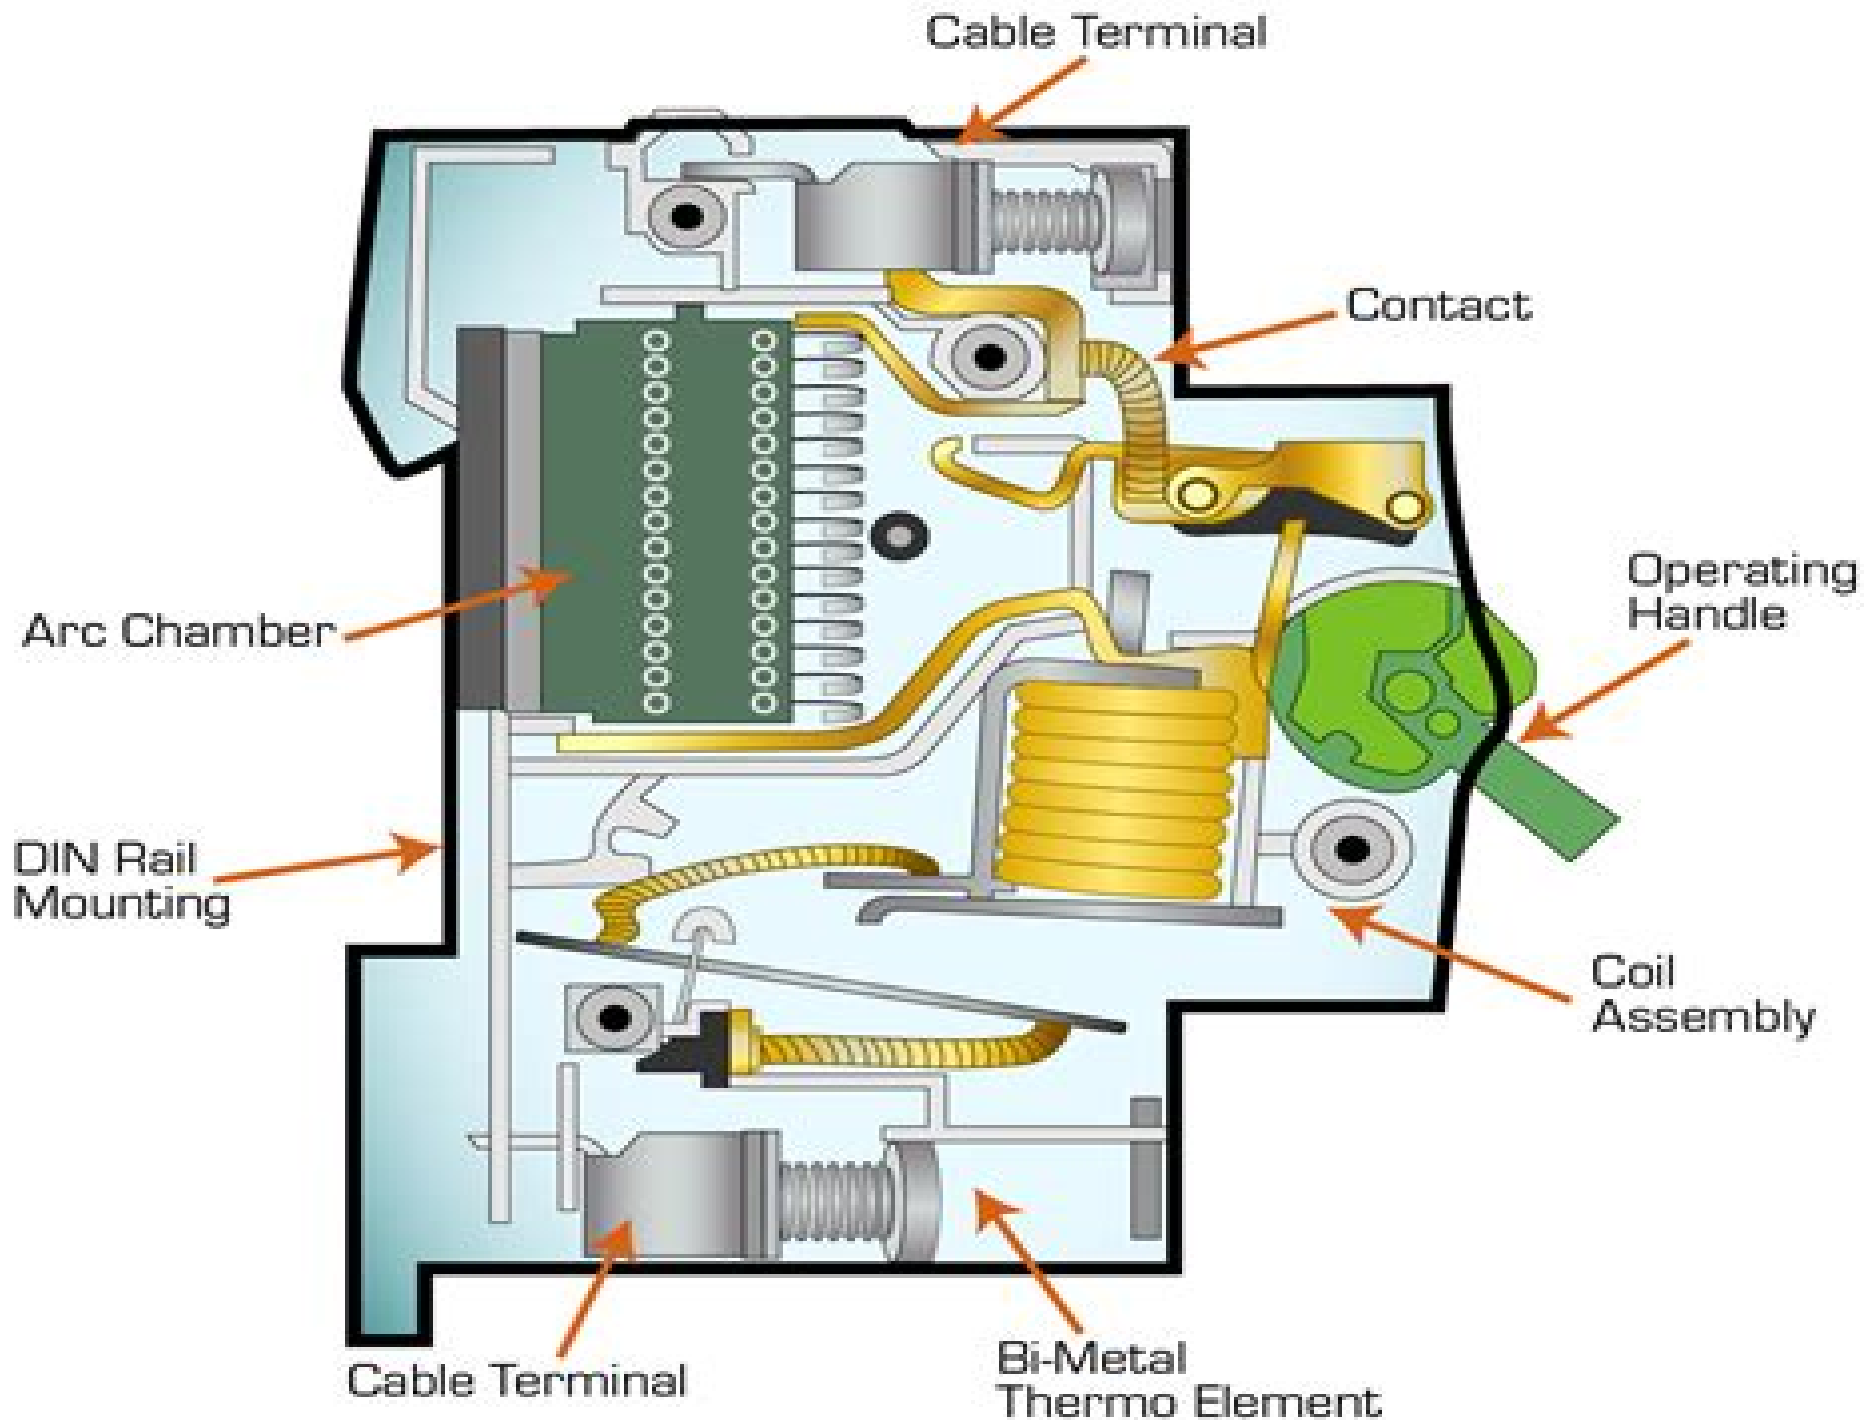 Cable Terminal
Contact
Operating
Handle
Arc Chamber
DIN Rail
Mounting
Coil
Assembly
Cable Terminal
Bi-Metal
Thermo Element